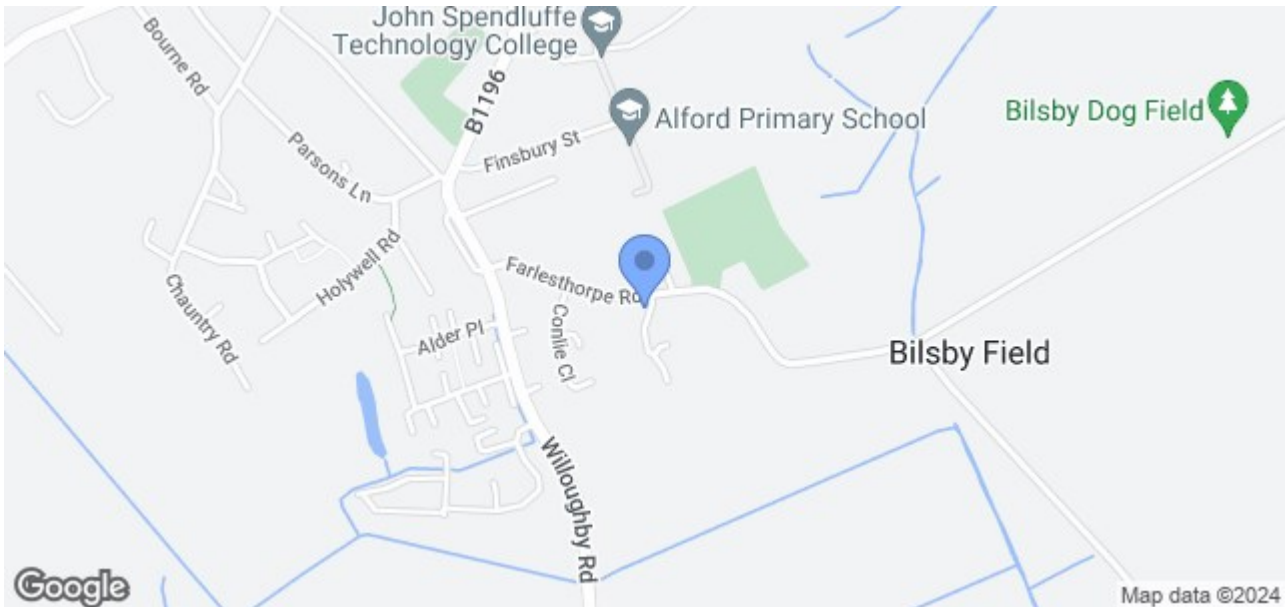 John Spendluffe
Technology College
Bourne Rd
B1196
Alford Primary School
Bilsby Dog Field
Finsbury St
Parsons Ln
Holywell Rd
Farlesthorpe Rd
Chauntry Rd
Alder Pl
Conlie Cl
Bilsby Field
Willoughby Rd
Google
Map data ©2024